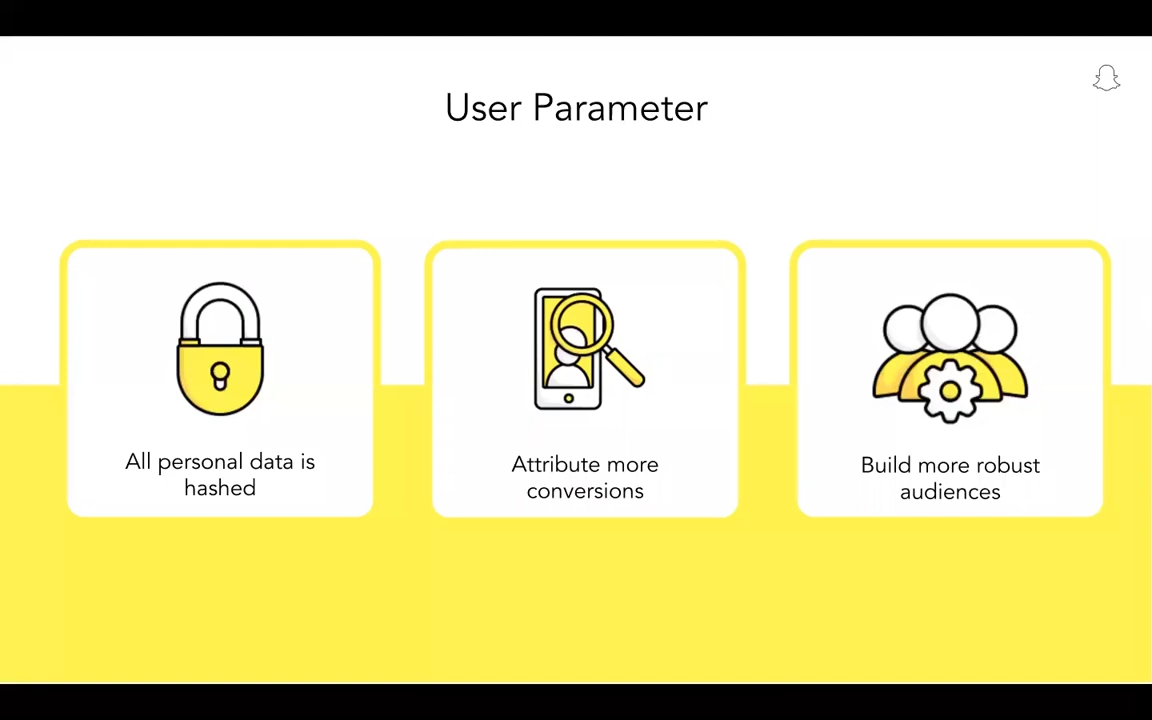 User Parameter
All personal data is
hashed
Attribute more
conversions
Build more robust
audiences